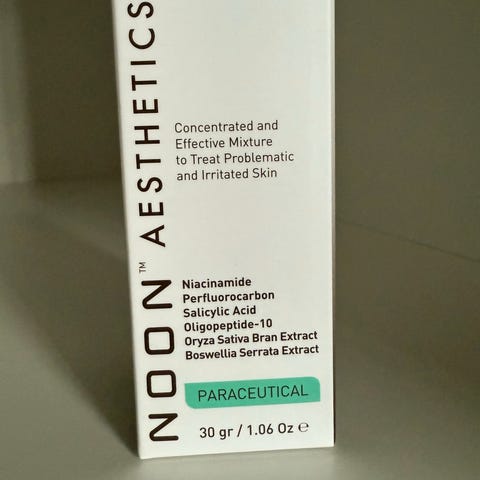 NOON™ AESTHETICS
Concentrated and
Effective Mixture
to Treat Problematic
and Irritated Skin
Niacinamide
Perfluorocarbon
Salicylic Acid
Oligopeptide-10
Oryza Sativa Bran Extract
Boswellia Serrata Extract
PARACEUTICAL
30 gr / 1.06 Oz ℮